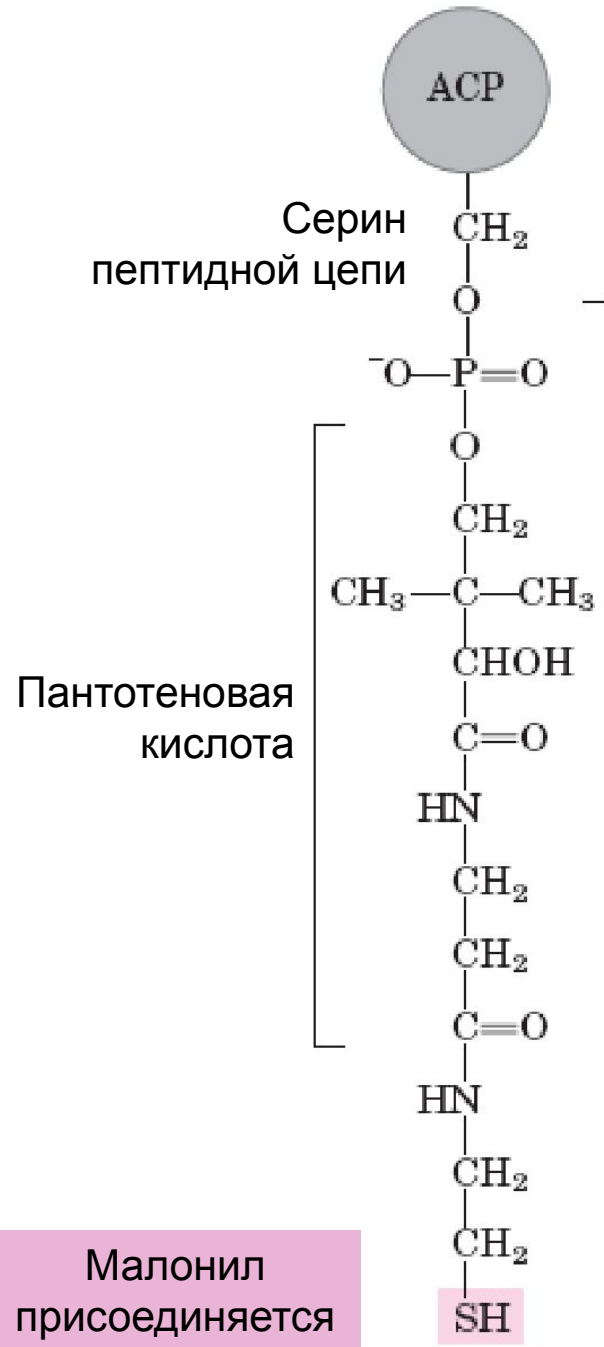 ACP
Серин
пептидной цепи
CH₂
O
⁻O—P=O
O
CH₂
CH₃—C—CH₃
CHOH
Пантотеновая
кислота
C=O
HN
CH₂
CH₂
C=O
HN
CH₂
CH₂
Малонил
присоединяется
SH